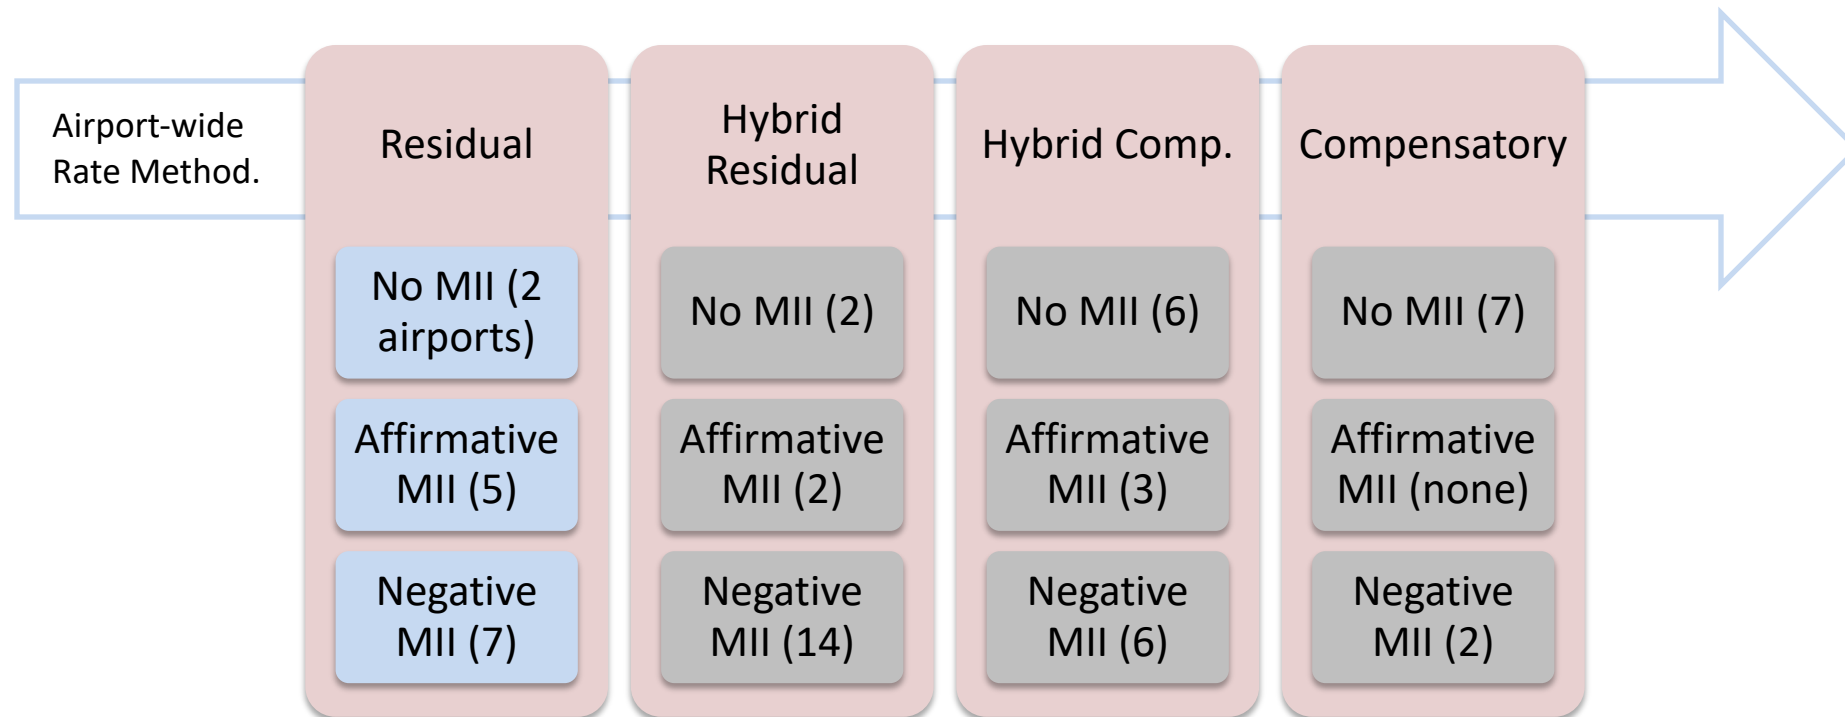 Airport-wide
Rate Method.
Residual
Hybrid
Residual
Hybrid Comp.
Compensatory
No MII (2
airports)
No MII (2)
No MII (6)
No MII (7)
Affirmative
MII (5)
Affirmative
MII (2)
Affirmative
MII (3)
Affirmative
MII (none)
Negative
MII (7)
Negative
MII (14)
Negative
MII (6)
Negative
MII (2)